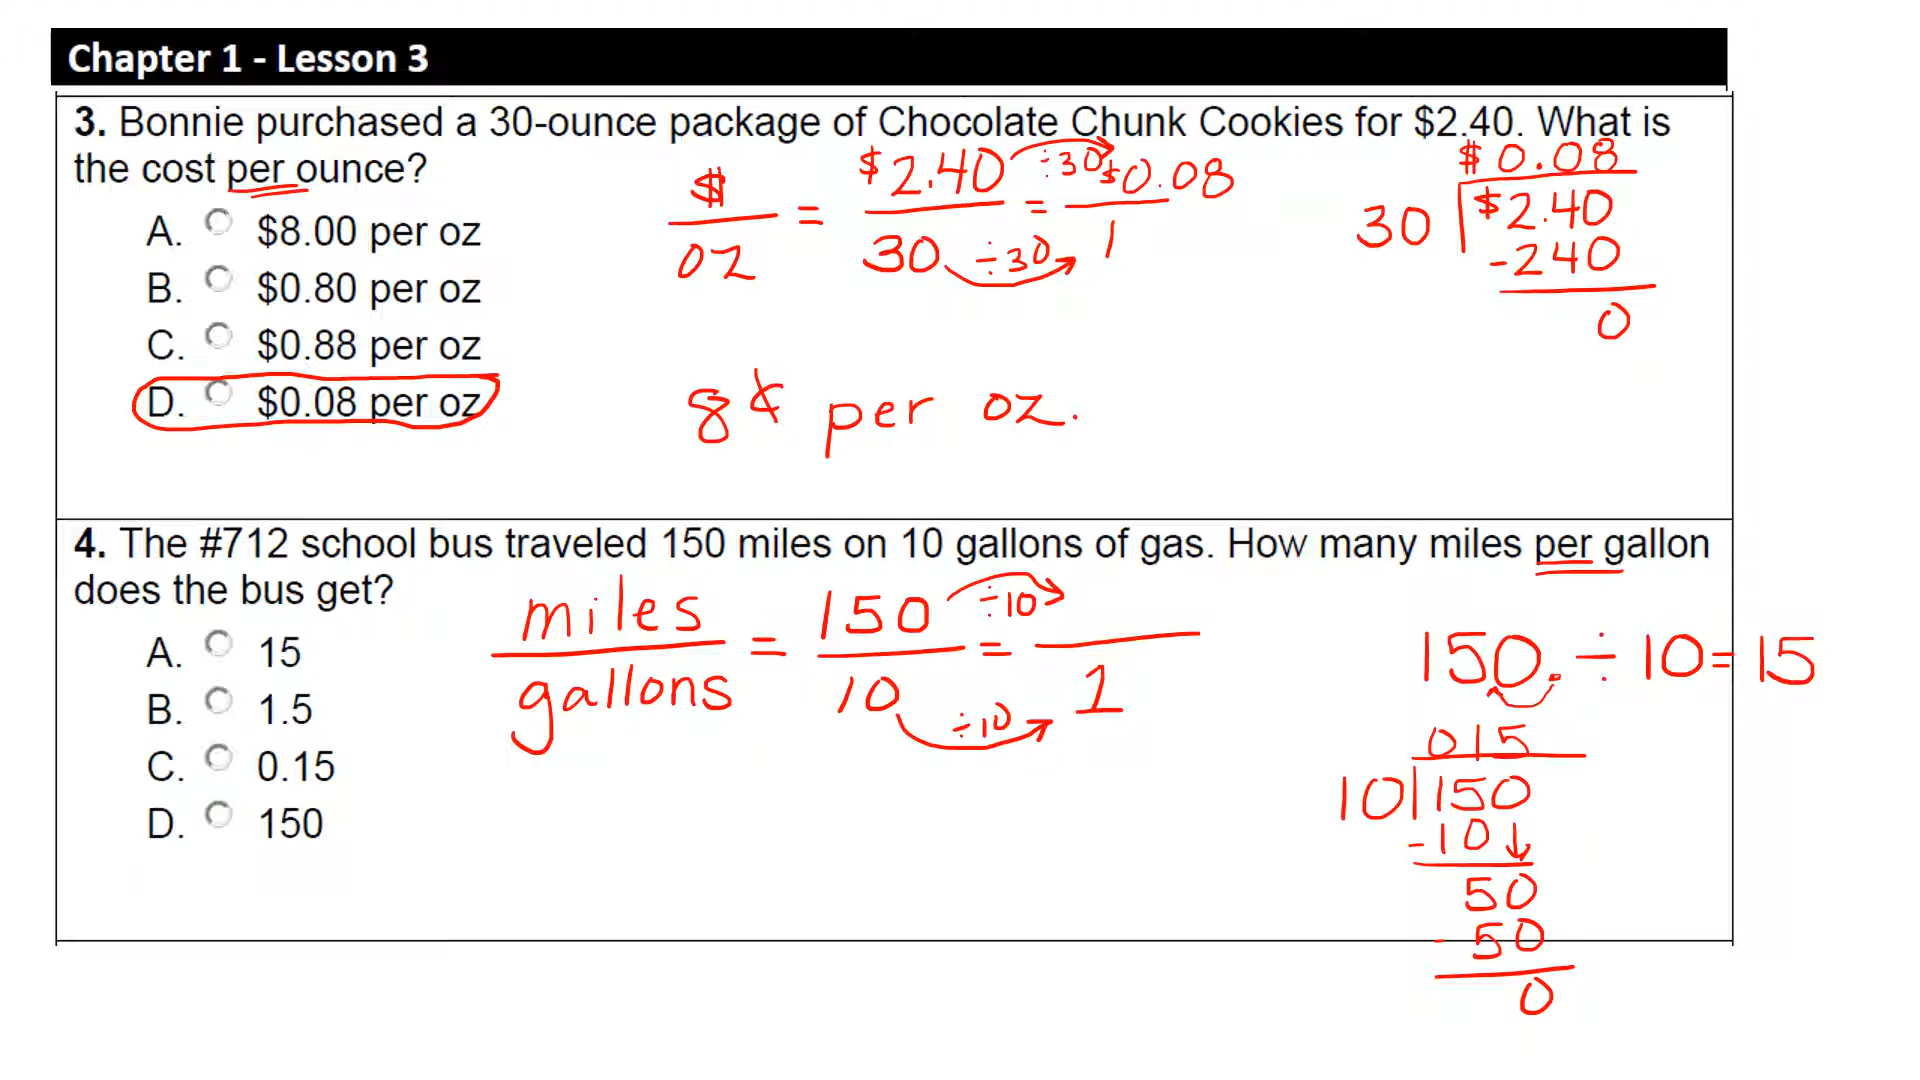 Chapter 1 - Lesson 3
3. Bonnie purchased a 30-ounce package of Chocolate Chunk Cookies for $2.40. What is
the cost per ounce?
A. $8.00 per oz
B. $0.80 per oz
C. $0.88 per oz
D. $0.08 per oz
$ / oz = $2.40 / 30 = $0.08 / 1
÷30
÷30
8¢ per oz.
$0.08
30 $2.40
-240
0
4. The #712 school bus traveled 150 miles on 10 gallons of gas. How many miles per gallon
does the bus get?
A. 15
B. 1.5
C. 0.15
D. 150
miles / gallons = 150 / 10 = / 1
÷10
÷10
150. ÷ 10 = 15
015
10 150
-10
50
-50
0